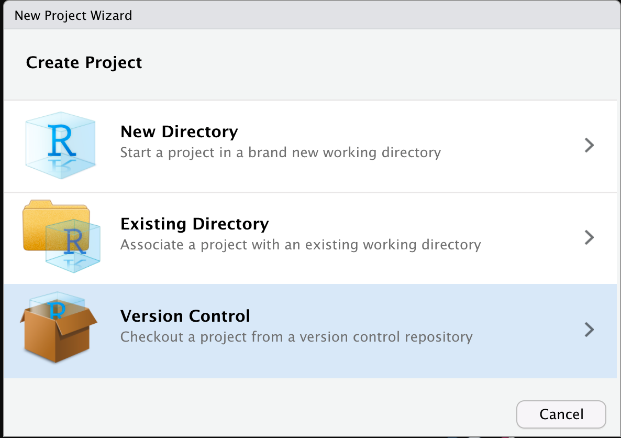 New Project Wizard
Create Project
R
New Directory
Start a project in a brand new working directory
R
Existing Directory
Associate a project with an existing working directory
R
Version Control
Checkout a project from a version control repository
Cancel